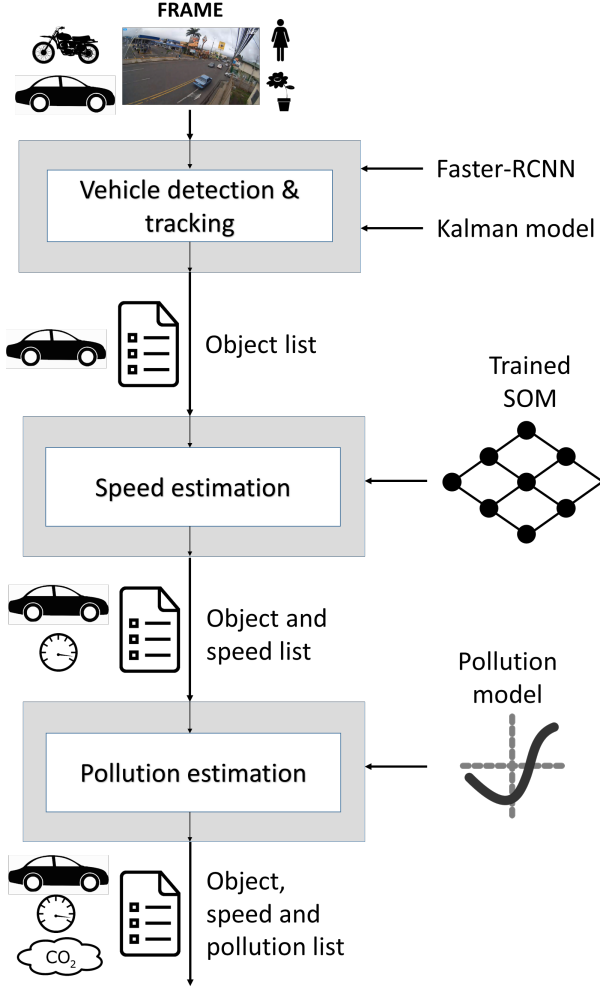 FRAME
Vehicle detection &
tracking
Faster-RCNN
Kalman model
Object list
Trained
SOM
Speed estimation
Object and
speed list
Pollution
model
Pollution estimation
Object,
speed and
pollution list
CO₂